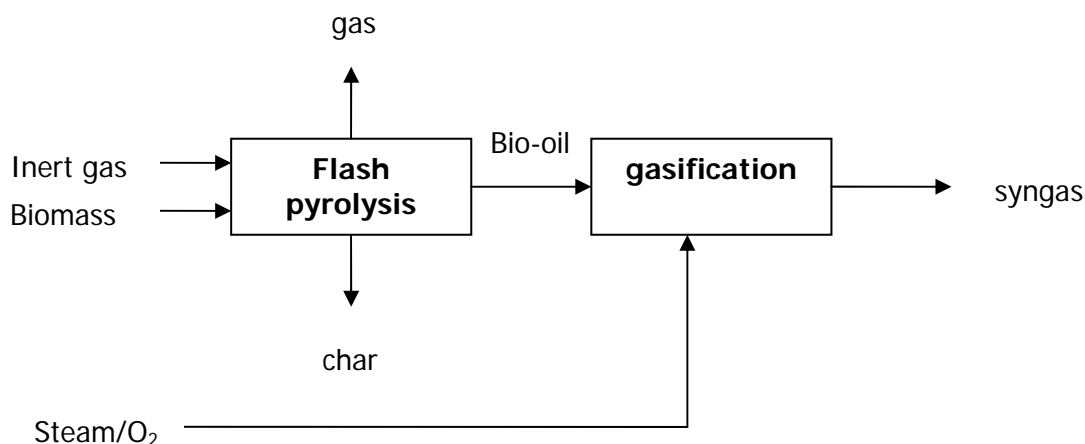 gas
Inert gas
Biomass
Flash
pyrolysis
Bio-oil
gasification
syngas
char
Steam/O₂